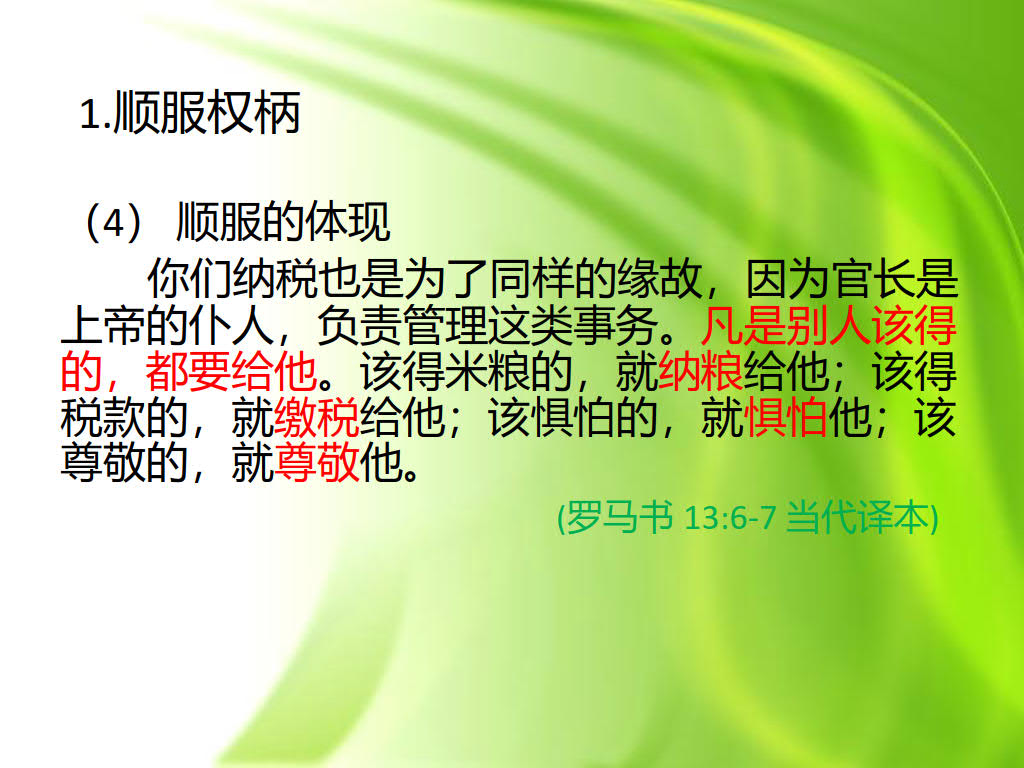 1.顺服权柄
（4） 顺服的体现
你们纳税也是为了同样的缘故，因为官长是
上帝的仆人，负责管理这类事务。凡是别人该得
的，都要给他。该得米粮的，就纳粮给他；该得
税款的，就缴税给他；该惧怕的，就惧怕他；该
尊敬的，就尊敬他。
(罗马书 13:6-7 当代译本)